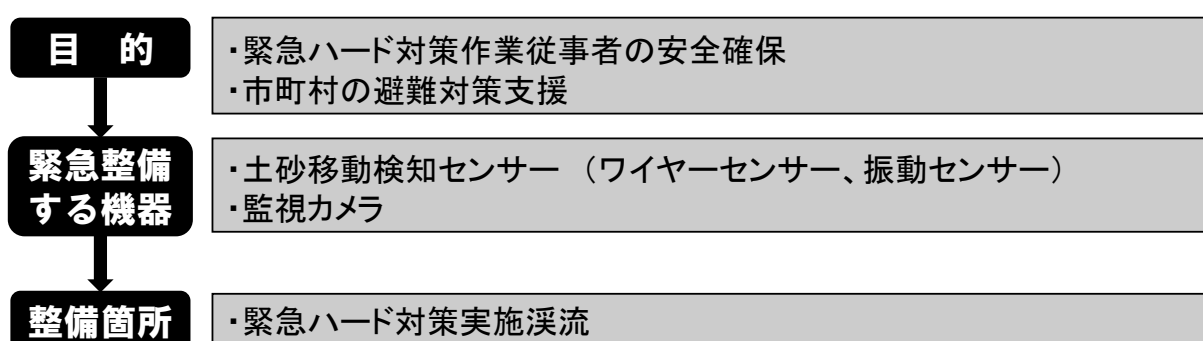 目　的
・緊急ハード対策作業従事者の安全確保
・市町村の避難対策支援
緊急整備
する機器
・土砂移動検知センサー　（ワイヤーセンサー、振動センサー）
・監視カメラ
整備箇所
・緊急ハード対策実施渓流